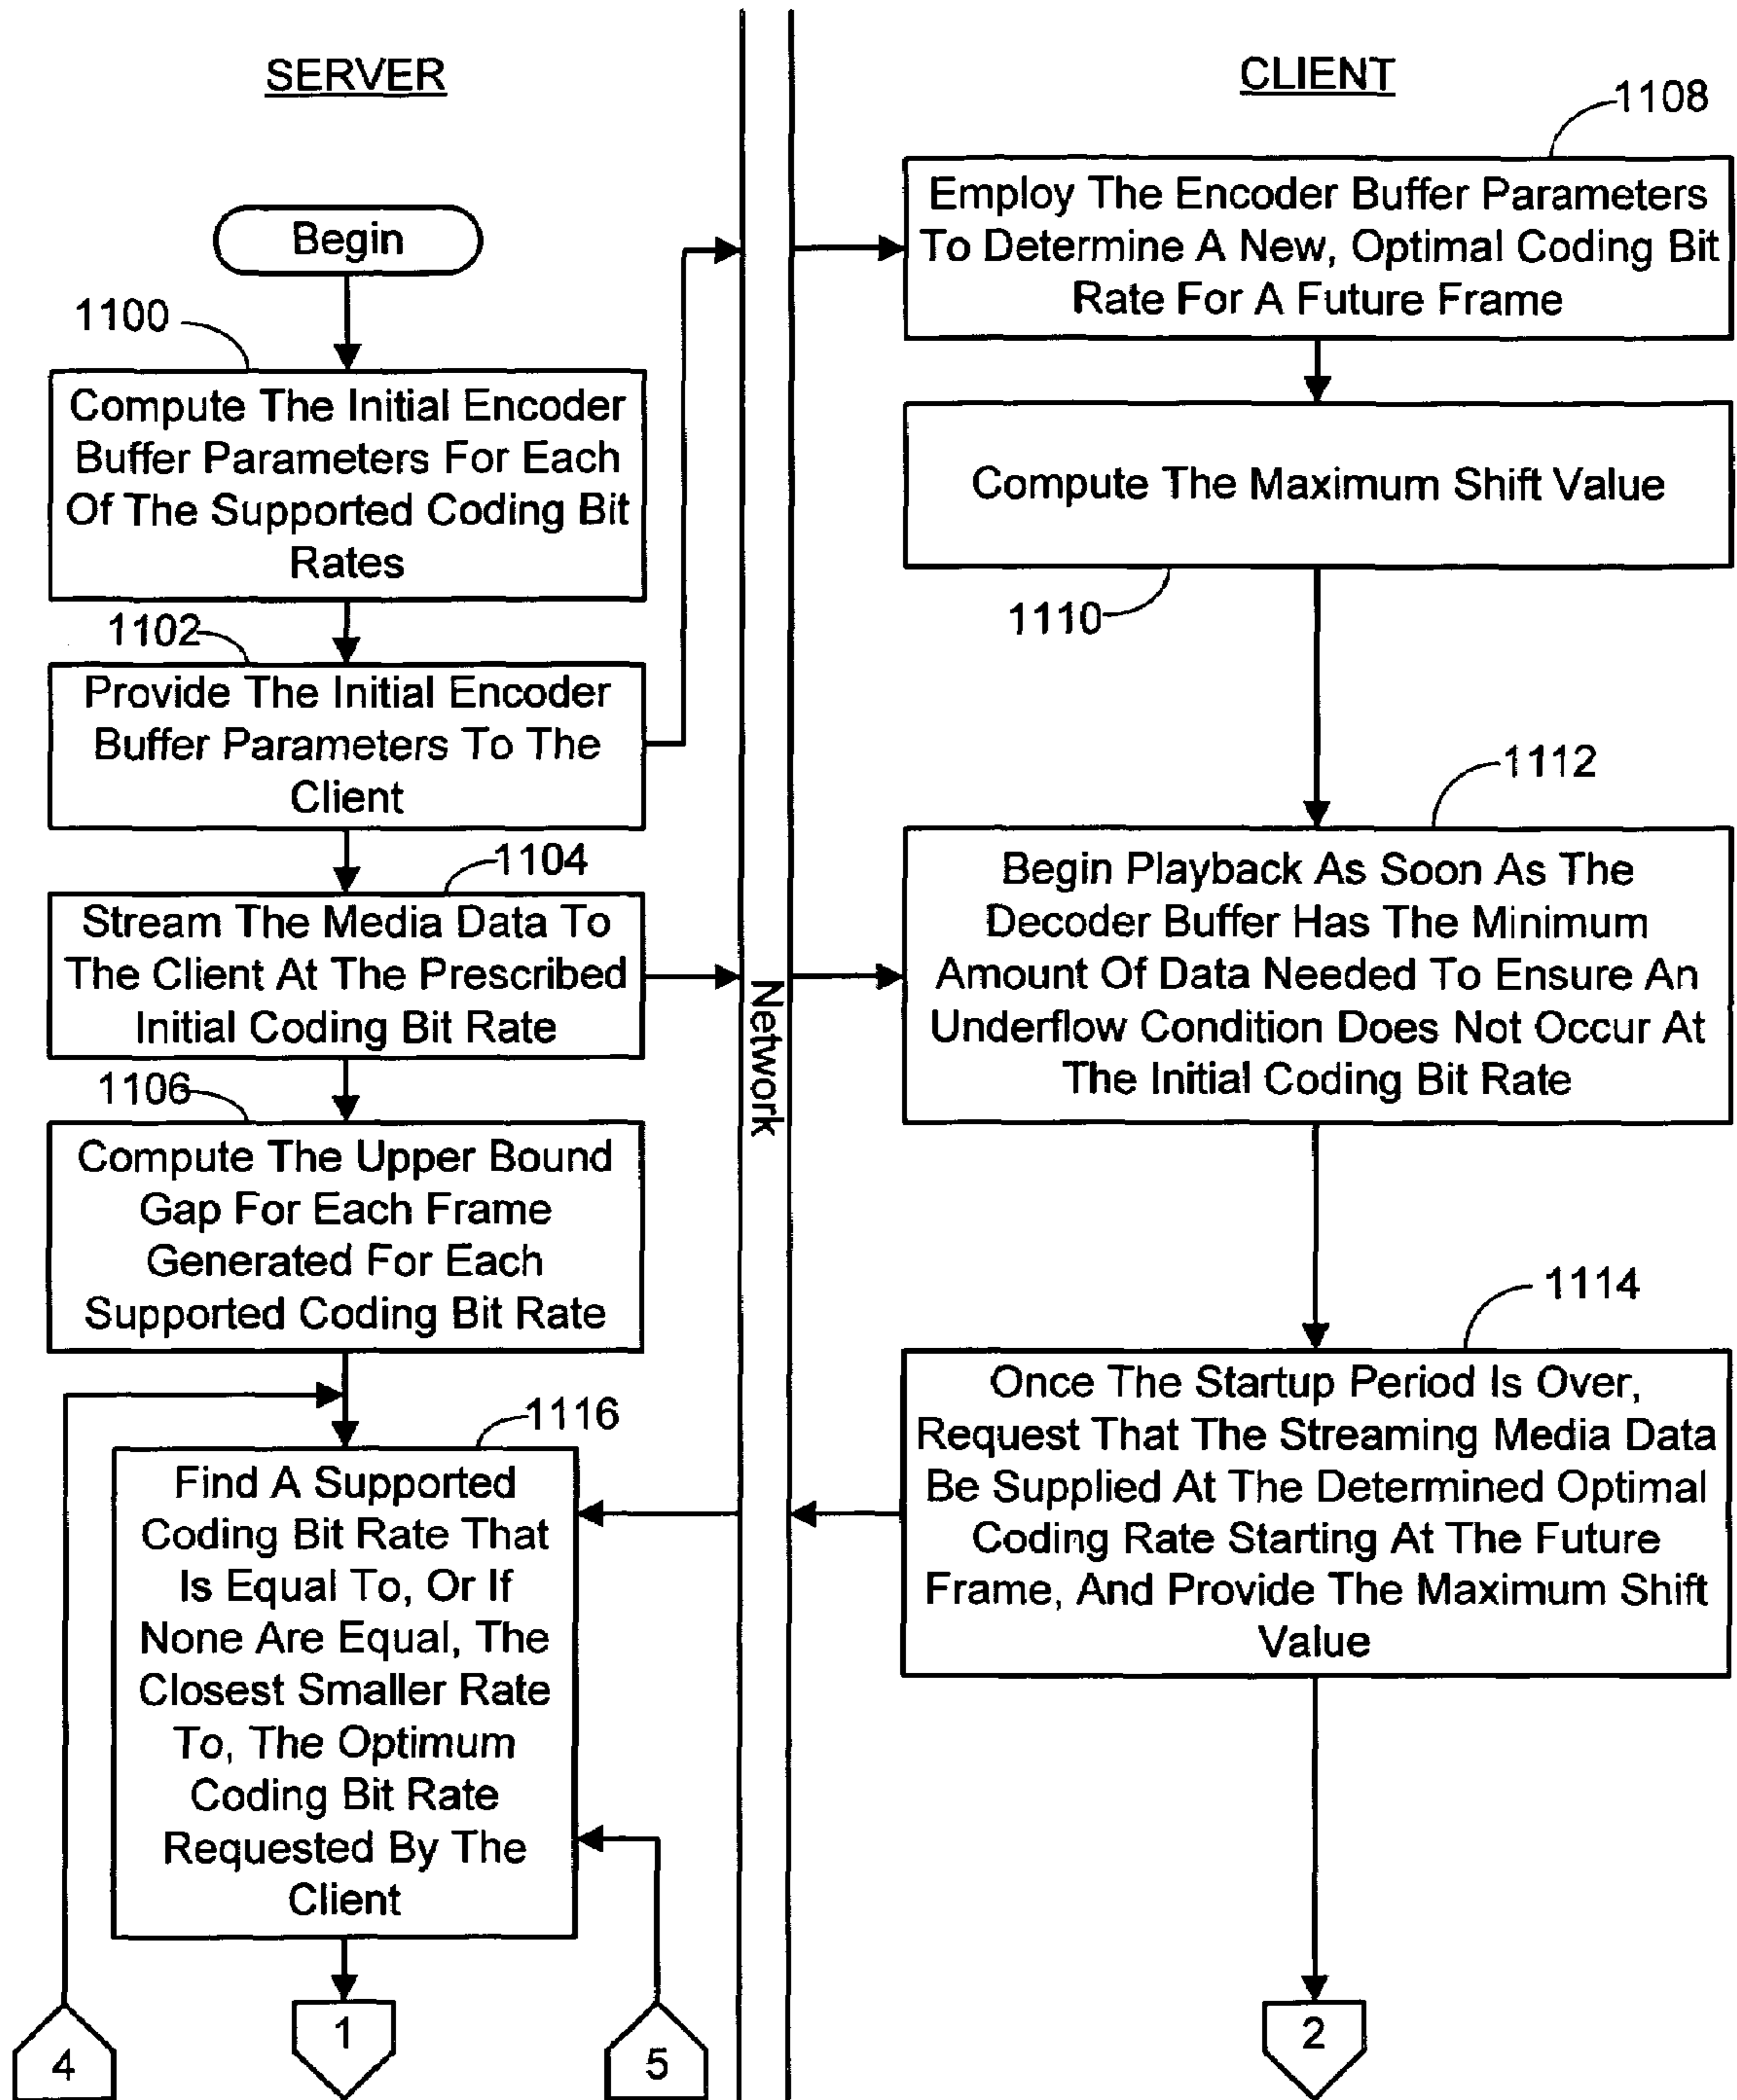 SERVER
Begin
1100
Compute The Initial Encoder
Buffer Parameters For Each
Of The Supported Coding Bit
Rates
1102
Provide The Initial Encoder
Buffer Parameters To The
Client
1104
Stream The Media Data To
The Client At The Prescribed
Initial Coding Bit Rate
1106
Compute The Upper Bound
Gap For Each Frame
Generated For Each
Supported Coding Bit Rate
1116
Find A Supported
Coding Bit Rate That
Is Equal To, Or If
None Are Equal, The
Closest Smaller Rate
To, The Optimum
Coding Bit Rate
Requested By The
Client
4
1
5
Network
CLIENT
1108
Employ The Encoder Buffer Parameters
To Determine A New, Optimal Coding Bit
Rate For A Future Frame
Compute The Maximum Shift Value
1110
1112
Begin Playback As Soon As The
Decoder Buffer Has The Minimum
Amount Of Data Needed To Ensure An
Underflow Condition Does Not Occur At
The Initial Coding Bit Rate
1114
Once The Startup Period Is Over,
Request That The Streaming Media Data
Be Supplied At The Determined Optimal
Coding Rate Starting At The Future
Frame, And Provide The Maximum Shift
Value
2